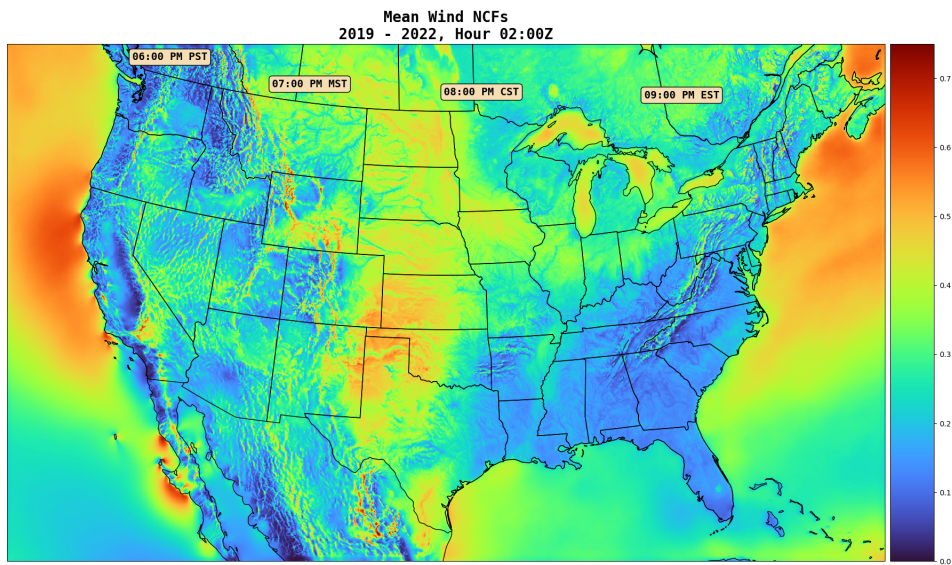 Mean Wind NCFs
2019 - 2022, Hour 02:00Z
06:00 PM PST
07:00 PM MST
08:00 PM CST
09:00 PM EST
0.7
0.6
0.5
0.4
0.3
0.2
0.1
0.0